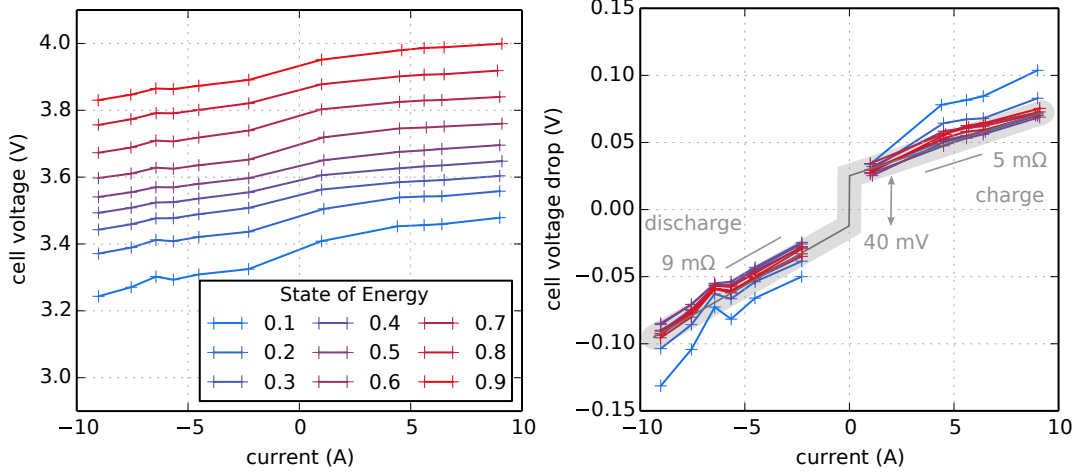 cell voltage (V)
4.0
3.8
3.6
3.4
3.2
3.0
−10
−5
0
5
10
current (A)
State of Energy
0.1 0.4 0.7
0.2 0.5 0.8
0.3 0.6 0.9
cell voltage drop (V)
0.15
0.10
0.05
0.00
−0.05
−0.10
−0.15
−10
−5
0
5
10
current (A)
5 mΩ
charge
discharge
9 mΩ
40 mV